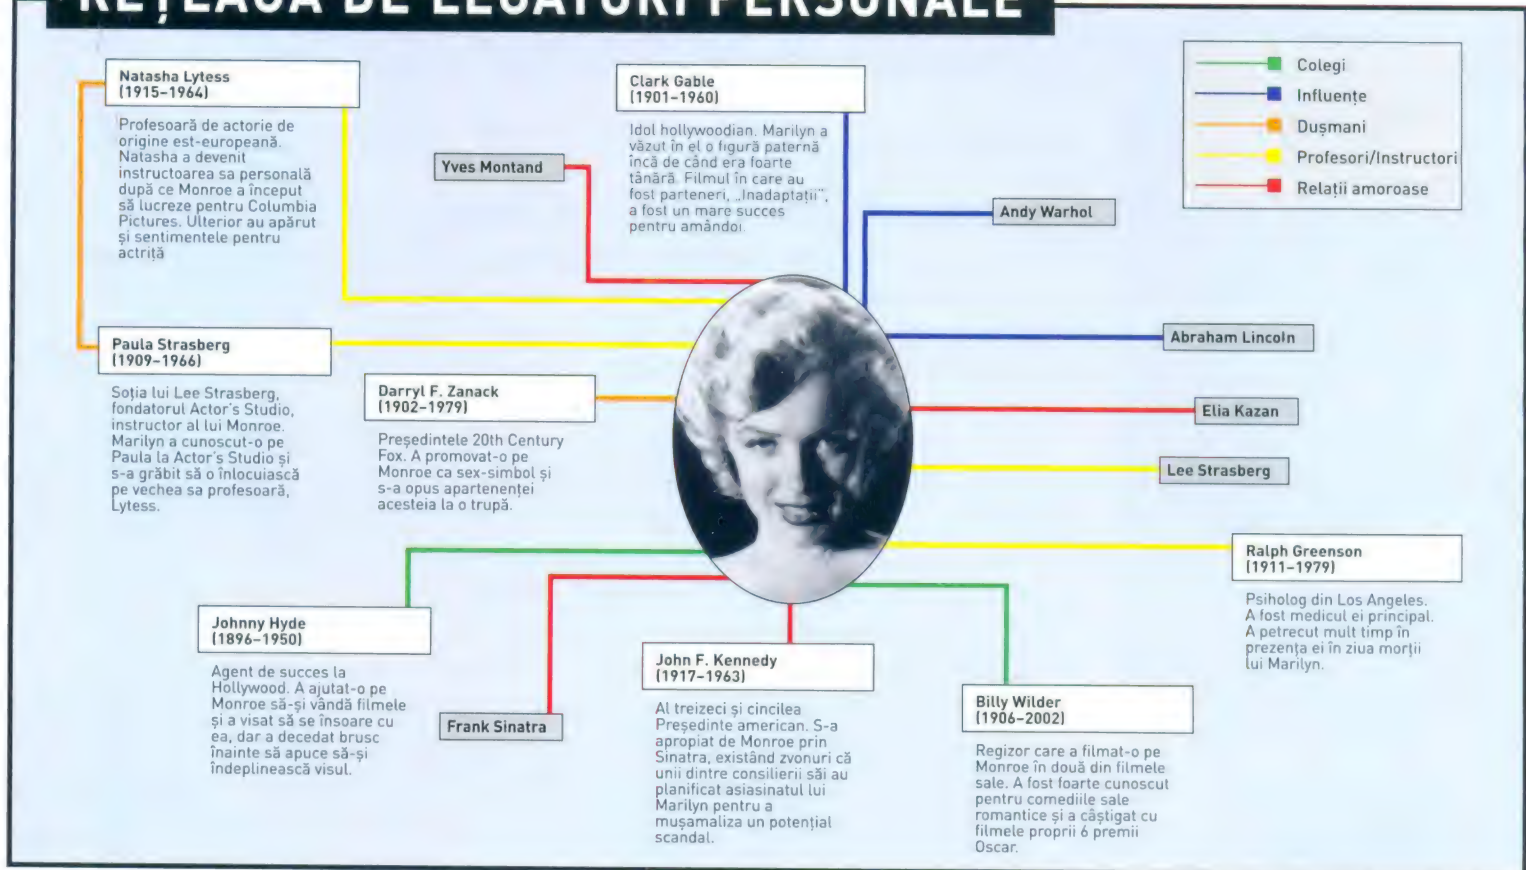 REȚEAUA DE LEGĂTURI PERSONALE
Natasha Lytess
(1915–1964)
Profesoară de actorie de
origine est-europeană.
Natasha a devenit
instructoarea sa personală
după ce Monroe a început
să lucreze pentru Columbia
Pictures. Ulterior au apărut
și sentimentele pentru
actriță
Clark Gable
(1901–1960)
Idol hollywoodian. Marilyn a
văzut în el o figură paternă
încă de când era foarte
tânără. Filmul în care au
fost parteneri, „Inadaptații”,
a fost un mare succes
pentru amândoi.
Colegi
Influențe
Dușmani
Profesori/Instructori
Relații amoroase
Yves Montand
Andy Warhol
Paula Strasberg
(1909–1966)
Soția lui Lee Strasberg,
fondatorul Actor's Studio,
instructor al lui Monroe.
Marilyn a cunoscut-o pe
Paula la Actor's Studio și
s-a grăbit să o înlocuiască
pe vechea sa profesoară,
Lytess.
Darryl F. Zanack
(1902–1979)
Președintele 20th Century
Fox. A promovat-o pe
Monroe ca sex-simbol și
s-a opus apartenenței
acesteia la o trupă.
Abraham Lincoln
Elia Kazan
Lee Strasberg
Ralph Greenson
(1911–1979)
Psiholog din Los Angeles.
A fost medicul ei principal.
A petrecut mult timp în
prezența ei în ziua morții
lui Marilyn.
Johnny Hyde
(1896–1950)
Agent de succes la
Hollywood. A ajutat-o pe
Monroe să-și vândă filmele
și a visat să se însoare cu
ea, dar a decedat brusc
înainte să apuce să-și
îndeplinească visul.
Frank Sinatra
John F. Kennedy
(1917–1963)
Al treizeci și cincilea
Președinte american. S-a
apropiat de Monroe prin
Sinatra, existând zvonuri că
unii dintre consilierii săi au
planificat asiasinatul lui
Marilyn pentru a
mușamaliza un potențial
scandal.
Billy Wilder
(1906–2002)
Regizor care a filmat-o pe
Monroe în două din filmele
sale. A fost foarte cunoscut
pentru comediile sale
romantice și a câștigat cu
filmele proprii 6 premii
Oscar.